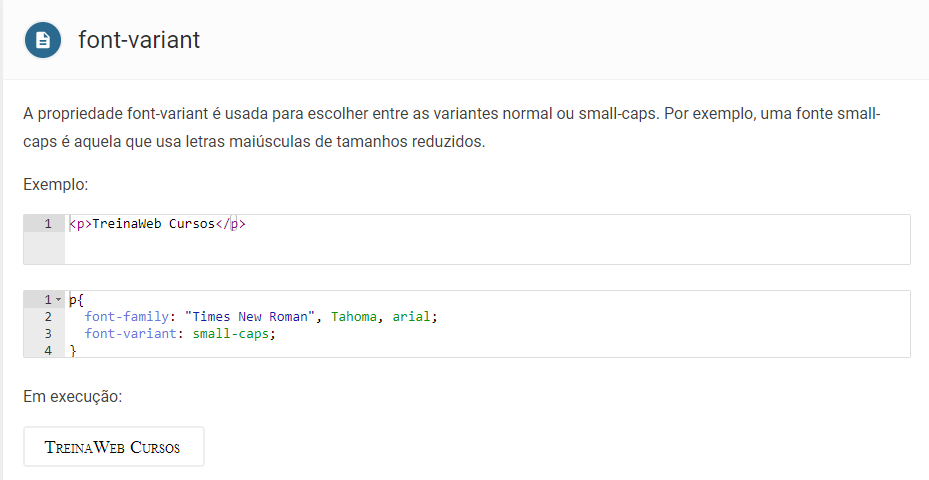 font-variant
A propriedade font-variant é usada para escolher entre as variantes normal ou small-caps. Por exemplo, uma fonte small-
caps é aquela que usa letras maiúsculas de tamanhos reduzidos.
Exemplo:
1 <p>TreinaWeb Cursos</p>
1 p{
2 font-family: "Times New Roman", Tahoma, arial;
3 font-variant: small-caps;
4 }
Em execução:
TreinaWeb Cursos